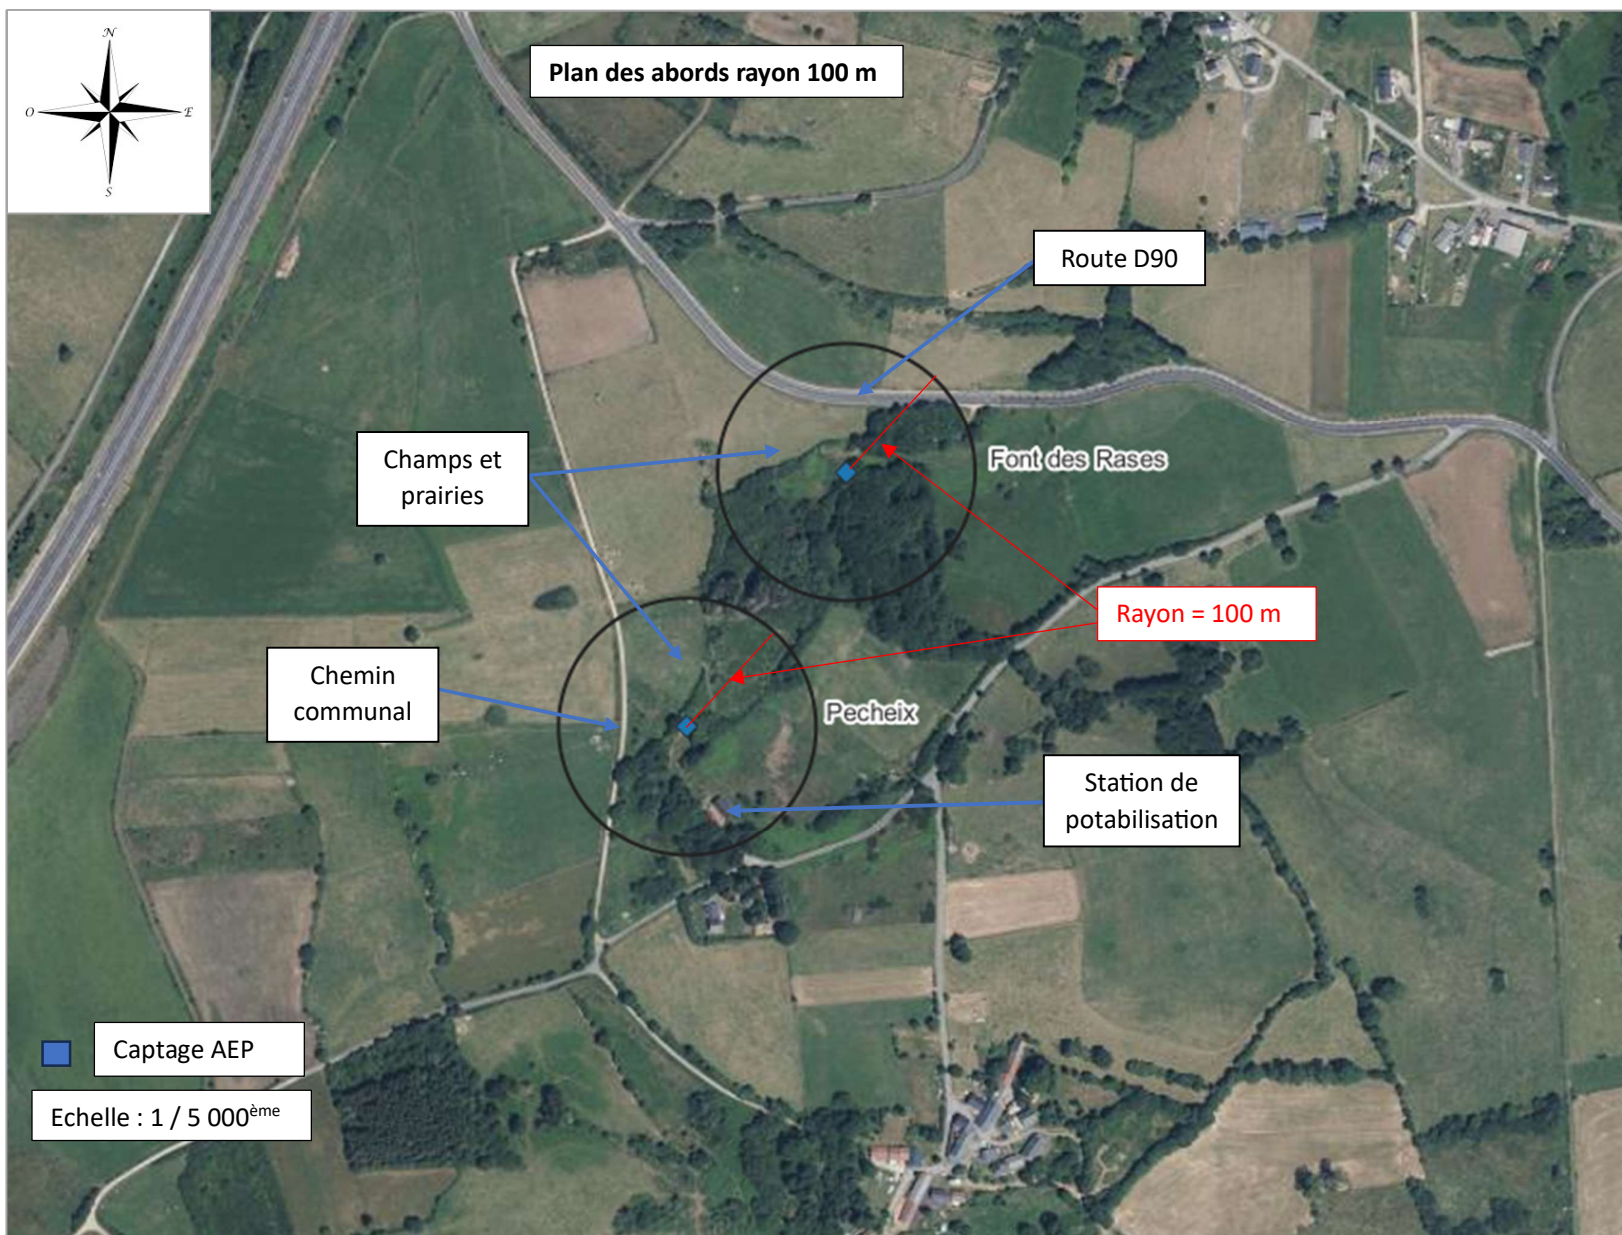 N
O
E
S
Plan des abords rayon 100 m
Route D90
Champs et
prairies
Font des Rases
Rayon = 100 m
Chemin
communal
Pecheix
Station de
potabilisation
Captage AEP
Echelle : 1 / 5 000ème